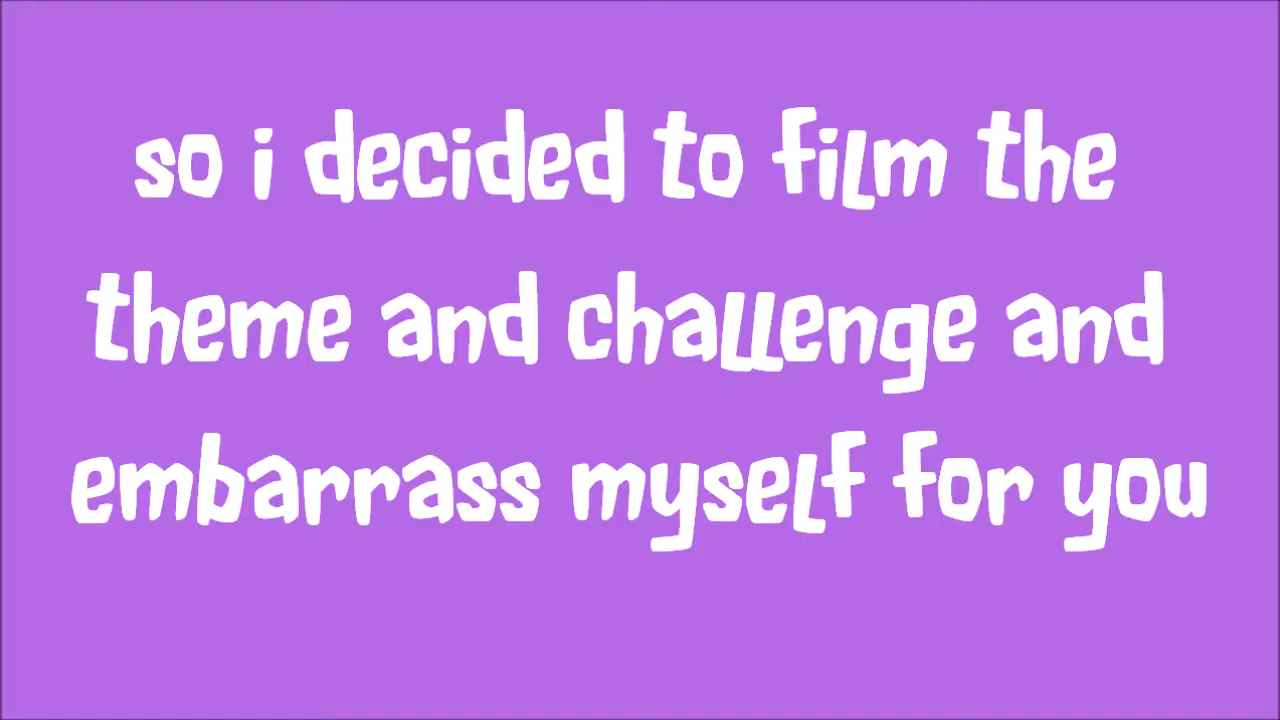 so i decided to film the
theme and challenge and
embarrass myself for you